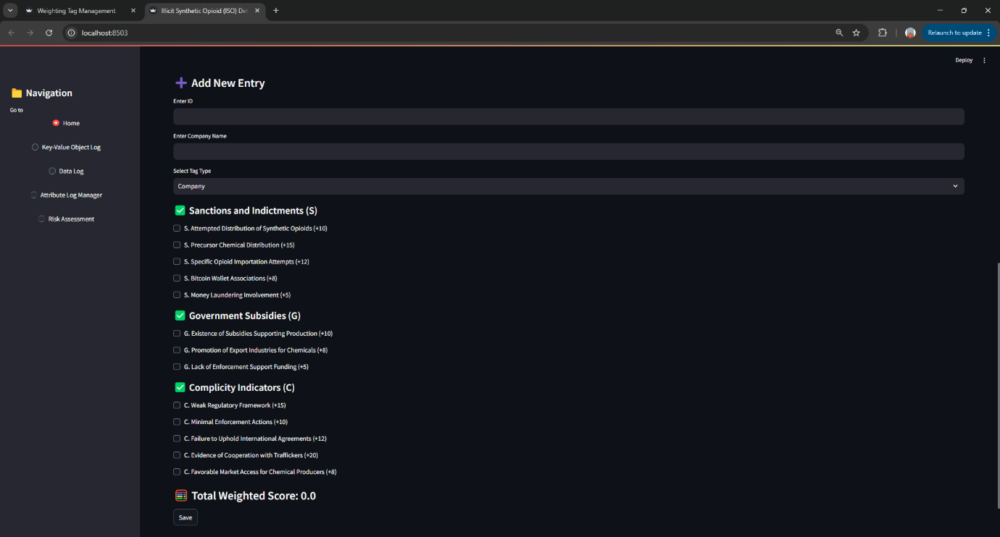 Weighting Tag Management
Illicit Synthetic Opioid (ISO) De
localhost:8503
Relaunch to update
Deploy
Navigation
Go to
Home
Key-Value Object Log
Data Log
Attribute Log Manager
Risk Assessment
Add New Entry
Enter ID
Enter Company Name
Select Tag Type
Company
Sanctions and Indictments (S)
S. Attempted Distribution of Synthetic Opioids (+10)
S. Precursor Chemical Distribution (+15)
S. Specific Opioid Importation Attempts (+12)
S. Bitcoin Wallet Associations (+8)
S. Money Laundering Involvement (+5)
Government Subsidies (G)
G. Existence of Subsidies Supporting Production (+10)
G. Promotion of Export Industries for Chemicals (+8)
G. Lack of Enforcement Support Funding (+5)
Complicity Indicators (C)
C. Weak Regulatory Framework (+15)
C. Minimal Enforcement Actions (+10)
C. Failure to Uphold International Agreements (+12)
C. Evidence of Cooperation with Traffickers (+20)
C. Favorable Market Access for Chemical Producers (+8)
Total Weighted Score: 0.0
Save